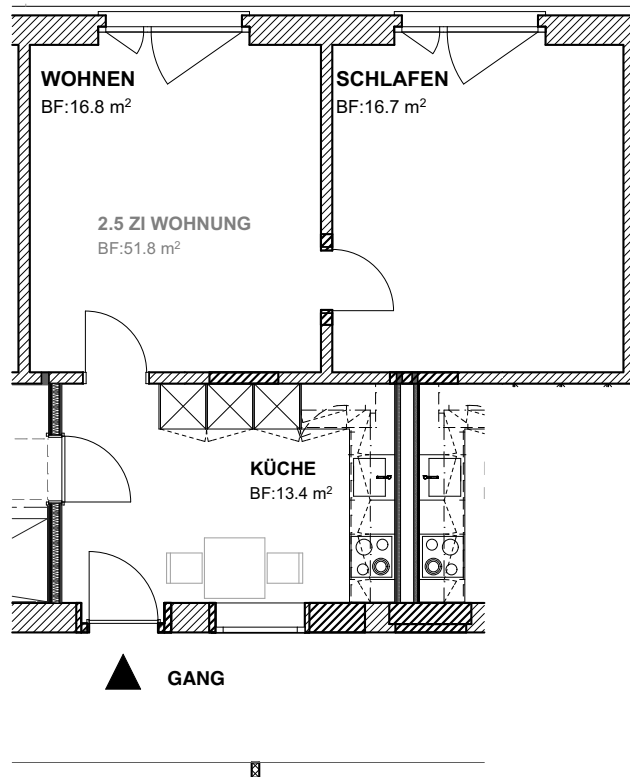 WOHNEN
BF:16.8 m²
SCHLAFEN
BF:16.7 m²
2.5 ZI WOHNUNG
BF:51.8 m²
KÜCHE
BF:13.4 m²
GANG